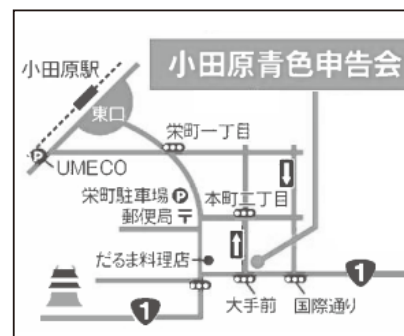 小田原駅
小田原青色申告会
東口
栄町一丁目
P
UMECO
栄町駐車場 P
本町二丁目
郵便局 〒
だるま料理店
1
大手前
国際通り
1